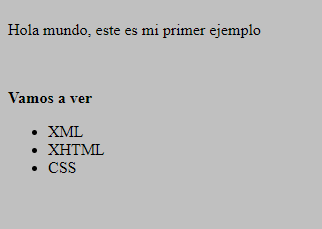 Hola mundo, este es mi primer ejemplo
Vamos a ver
XML
XHTML
CSS